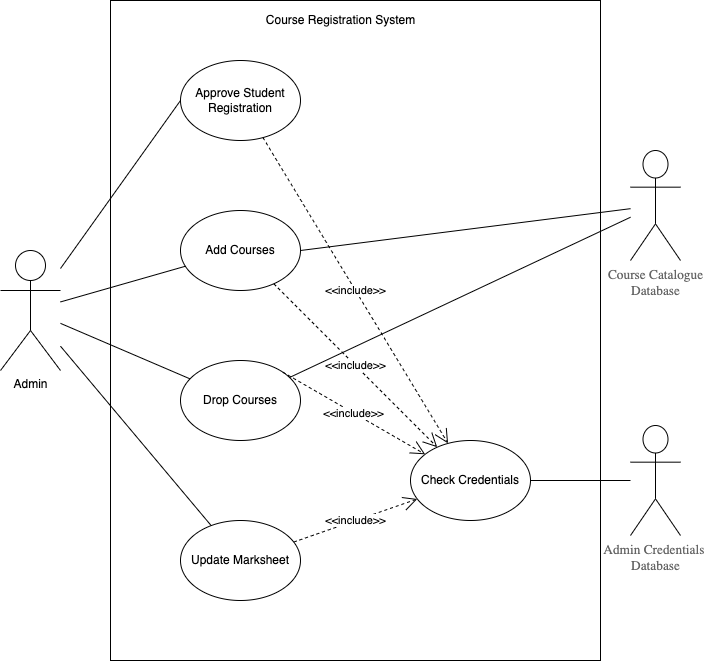 Course Registration System
Approve Student
Registration
Add Courses
<<include>>
Course Catalogue
Database
<<include>>
Admin
Drop Courses
<<include>>
Check Credentials
<<include>>
Update Marksheet
Admin Credentials
Database